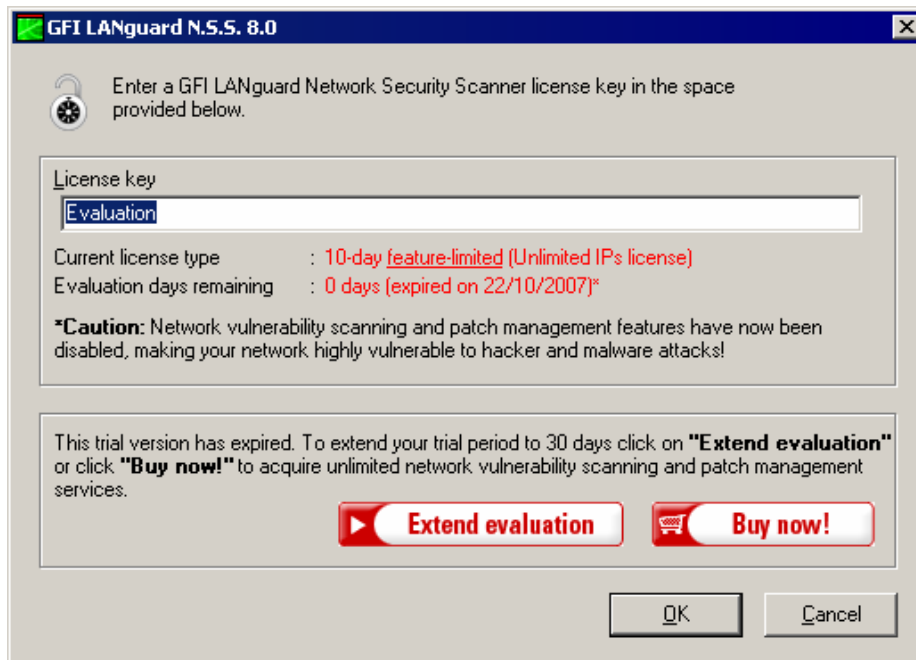 GFI LANguard N.S.S. 8.0
Enter a GFI LANguard Network Security Scanner license key in the space
provided below.
License key
Evaluation
Current license type : 10-day feature-limited (Unlimited IPs license)
Evaluation days remaining : 0 days (expired on 22/10/2007)*
*Caution: Network vulnerability scanning and patch management features have now been
disabled, making your network highly vulnerable to hacker and malware attacks!
This trial version has expired. To extend your trial period to 30 days click on "Extend evaluation"
or click "Buy now!" to acquire unlimited network vulnerability scanning and patch management
services.
Extend evaluation Buy now!
OK Cancel